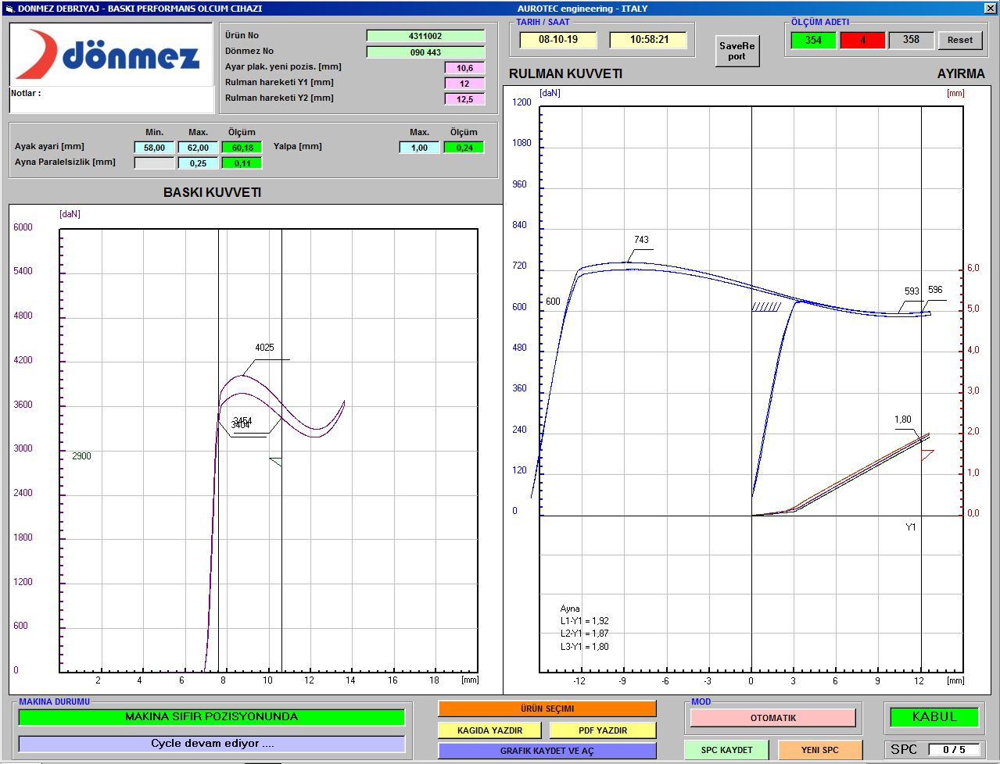 DONMEZ DEBRIYAJ - BASKI PERFORMANS OLCUM CIHAZI
AUROTEC engineering - ITALY
dönmez
Notlar :
Ürün No 4311002
Dönmez No 090 443
Ayar plak. yeni pozis. [mm] 10,6
Rulman hareketi Y1 [mm] 12
Rulman hareketi Y2 [mm] 12,5
TARIH / SAAT
08-10-19 10:58:21
SaveRe
port
ÖLÇÜM ADETI
354 4 358 Reset
Min. Max. Ölçüm Max. Ölçüm
Ayak ayari [mm] 58,00 62,00 60,18 Yalpa [mm] 1,00 0,24
Ayna Paralelsizlik [mm] 0,25 0,11
BASKI KUVVETI
[daN]
6000
5400
4800
4200
3600
3000
2400
1800
1200
600
0
4025
3454
3404
2900
2 4 6 8 10 12 14 16 18 [mm]
RULMAN KUVVETI AYIRMA
[daN] [mm]
1200
1080
960
840
720
600
480
360
240
120
0
6,0
5,0
4,0
3,0
2,0
1,0
0,0
743
600
593 596
1,80
Y1
Ayna
L1-Y1 = 1,92
L2-Y1 = 1,87
L3-Y1 = 1,80
-12 -9 -6 -3 0 3 6 9 12 [mm]
MAKINA DURUMU
MAKINA SIFIR POZISYONUNDA
Cycle devam ediyor ....
ÜRÜN SEÇIMI
KAGIDA YAZDIR PDF YAZDIR
GRAFIK KAYDET VE AÇ
MOD
OTOMATIK
SPC KAYDET YENI SPC
KABUL
SPC 0 / 5